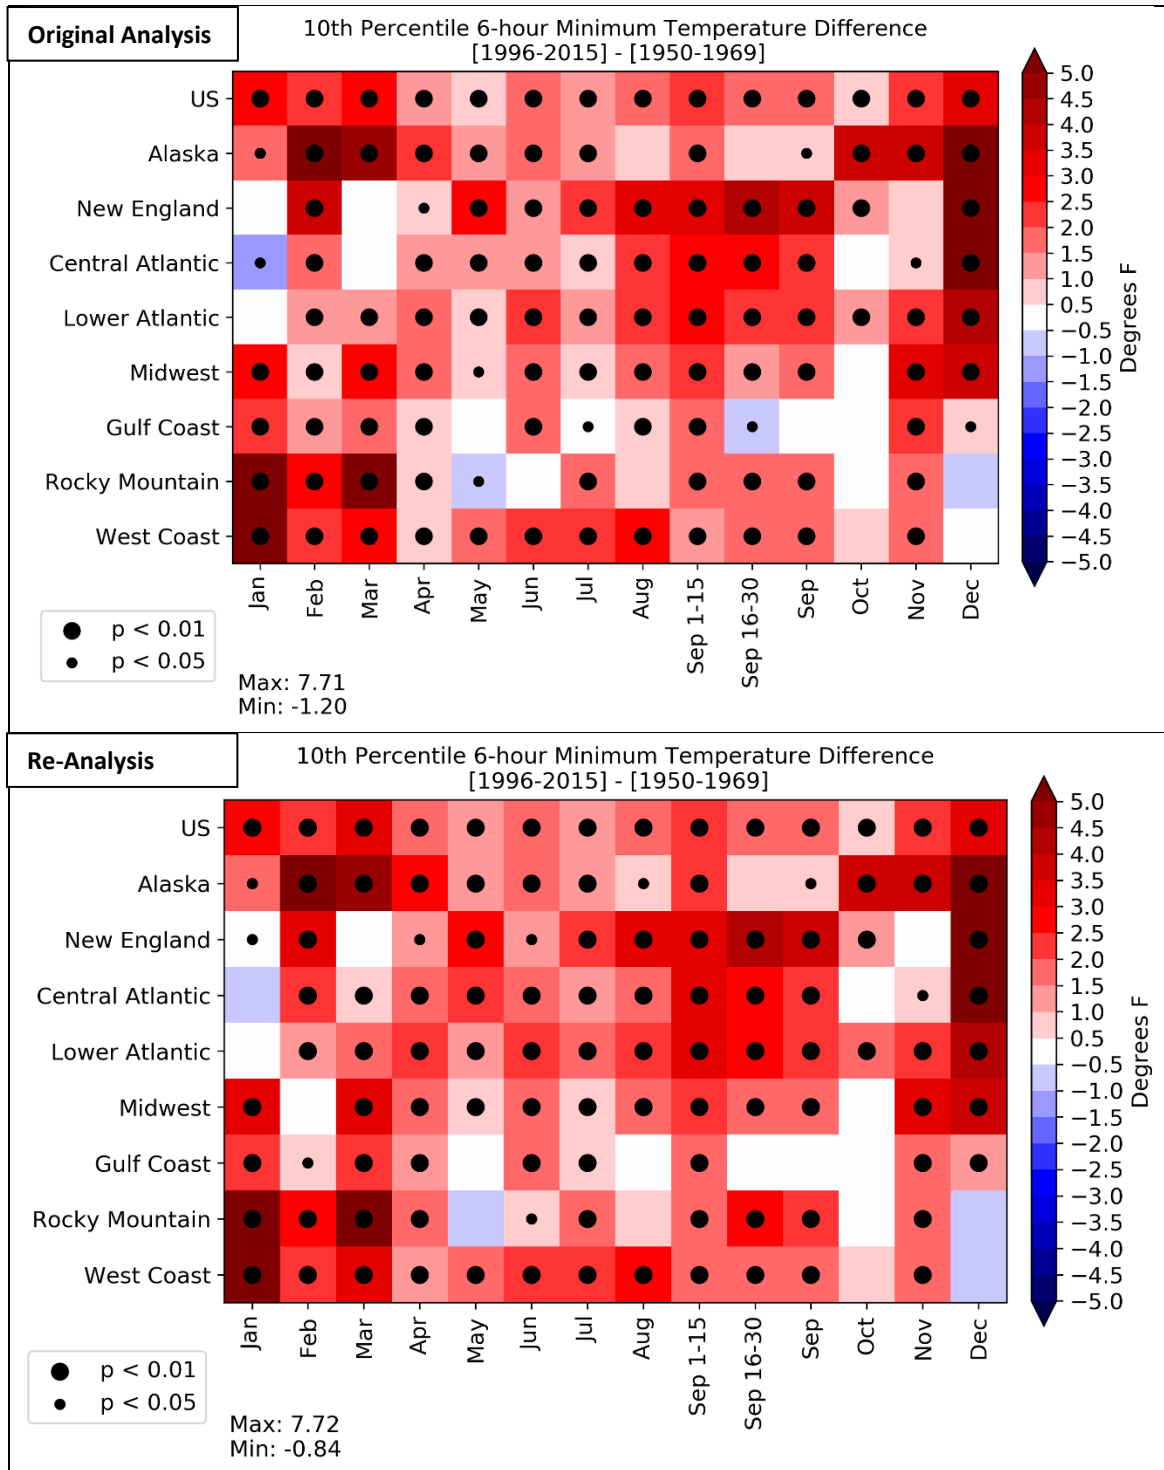 Original Analysis
10th Percentile 6-hour Minimum Temperature Difference
[1996-2015] - [1950-1969]
US
Alaska
New England
Central Atlantic
Lower Atlantic
Midwest
Gulf Coast
Rocky Mountain
West Coast
Jan
Feb
Mar
Apr
May
Jun
Jul
Aug
Sep 1-15
Sep 16-30
Sep
Oct
Nov
Dec
5.0
4.5
4.0
3.5
3.0
2.5
2.0
1.5
1.0
0.5
−0.5
−1.0
−1.5
−2.0
−2.5
−3.0
−3.5
−4.0
−4.5
−5.0
Degrees F
p < 0.01
p < 0.05
Max: 7.71
Min: -1.20
Re-Analysis
10th Percentile 6-hour Minimum Temperature Difference
[1996-2015] - [1950-1969]
US
Alaska
New England
Central Atlantic
Lower Atlantic
Midwest
Gulf Coast
Rocky Mountain
West Coast
Jan
Feb
Mar
Apr
May
Jun
Jul
Aug
Sep 1-15
Sep 16-30
Sep
Oct
Nov
Dec
5.0
4.5
4.0
3.5
3.0
2.5
2.0
1.5
1.0
0.5
−0.5
−1.0
−1.5
−2.0
−2.5
−3.0
−3.5
−4.0
−4.5
−5.0
Degrees F
p < 0.01
p < 0.05
Max: 7.72
Min: -0.84